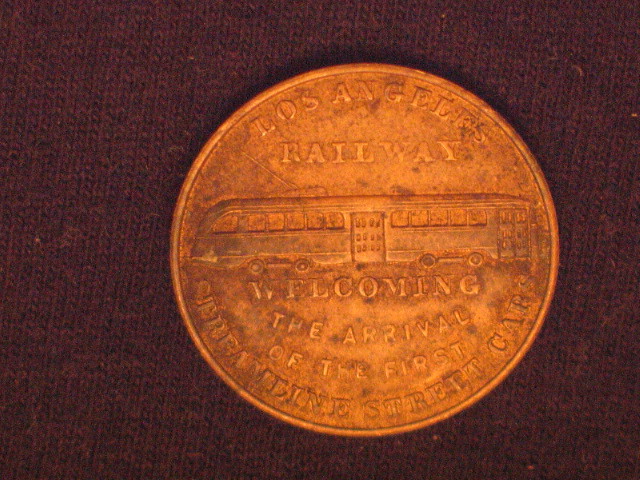 LOS ANGELES
RAILWAY
WELCOMING
THE ARRIVAL
OF THE FIRST
STREAMLINE STREET CARS